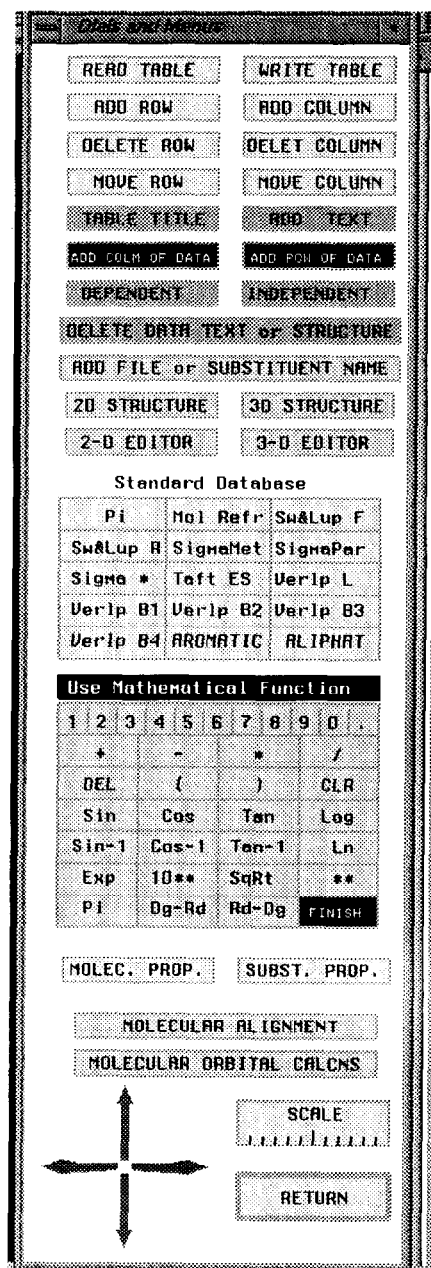 Dials and Menus
READ TABLE WRITE TABLE
ADD ROW ADD COLUMN
DELETE ROW DELET COLUMN
MOVE ROW MOVE COLUMN
TABLE TITLE ADD TEXT
ADD COLM OF DATA ADD ROW OF DATA
DEPENDENT INDEPENDENT
DELETE DATA TEXT or STRUCTURE
ADD FILE or SUBSTITUENT NAME
2D STRUCTURE 3D STRUCTURE
2-D EDITOR 3-D EDITOR
Standard Database
Pi Mol Refr Sw&Lup F
Sw&Lup R SigmaMet SigmaPar
Sigma * Taft ES Verlp L
Verlp B1 Verlp B2 Verlp B3
Verlp B4 AROMATIC ALIPHAT
Use Mathematical Function
1 2 3 4 5 6 7 8 9 0 .
+ - * /
DEL ( ) CLR
Sin Cos Tan Log
Sin-1 Cos-1 Tan-1 Ln
Exp 10** SqRt **
Pi Dg-Rd Rd-Dg FINISH
MOLEC. PROP. SUBST. PROP.
MOLECULAR ALIGNMENT
MOLECULAR ORBITAL CALCNS
SCALE
RETURN